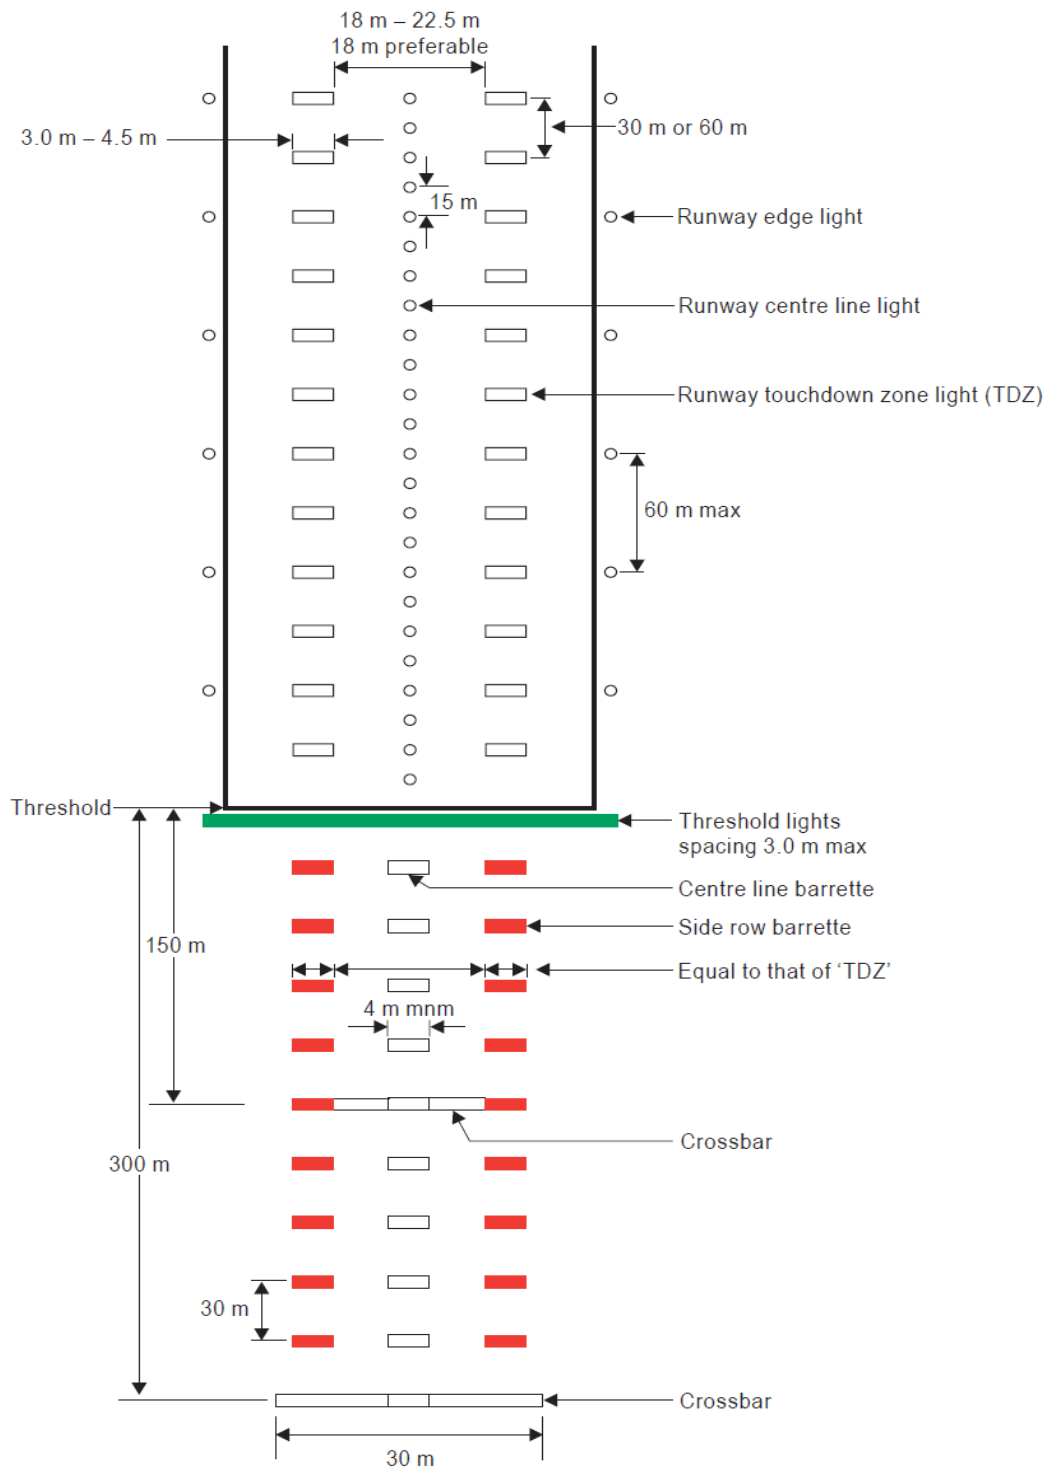 18 m – 22.5 m
18 m preferable
3.0 m – 4.5 m
30 m or 60 m
15 m
Runway edge light
Runway centre line light
Runway touchdown zone light (TDZ)
60 m max
Threshold
Threshold lights
spacing 3.0 m max
Centre line barrette
Side row barrette
150 m
Equal to that of ‘TDZ’
4 m mnm
Crossbar
300 m
30 m
Crossbar
30 m